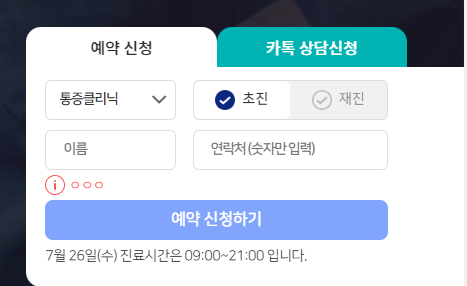 예약 신청
카톡 상담신청
통증클리닉
초진
재진
이름
연락처 (숫자만 입력)
예약 신청하기
7월 26일(수) 진료시간은 09:00~21:00 입니다.